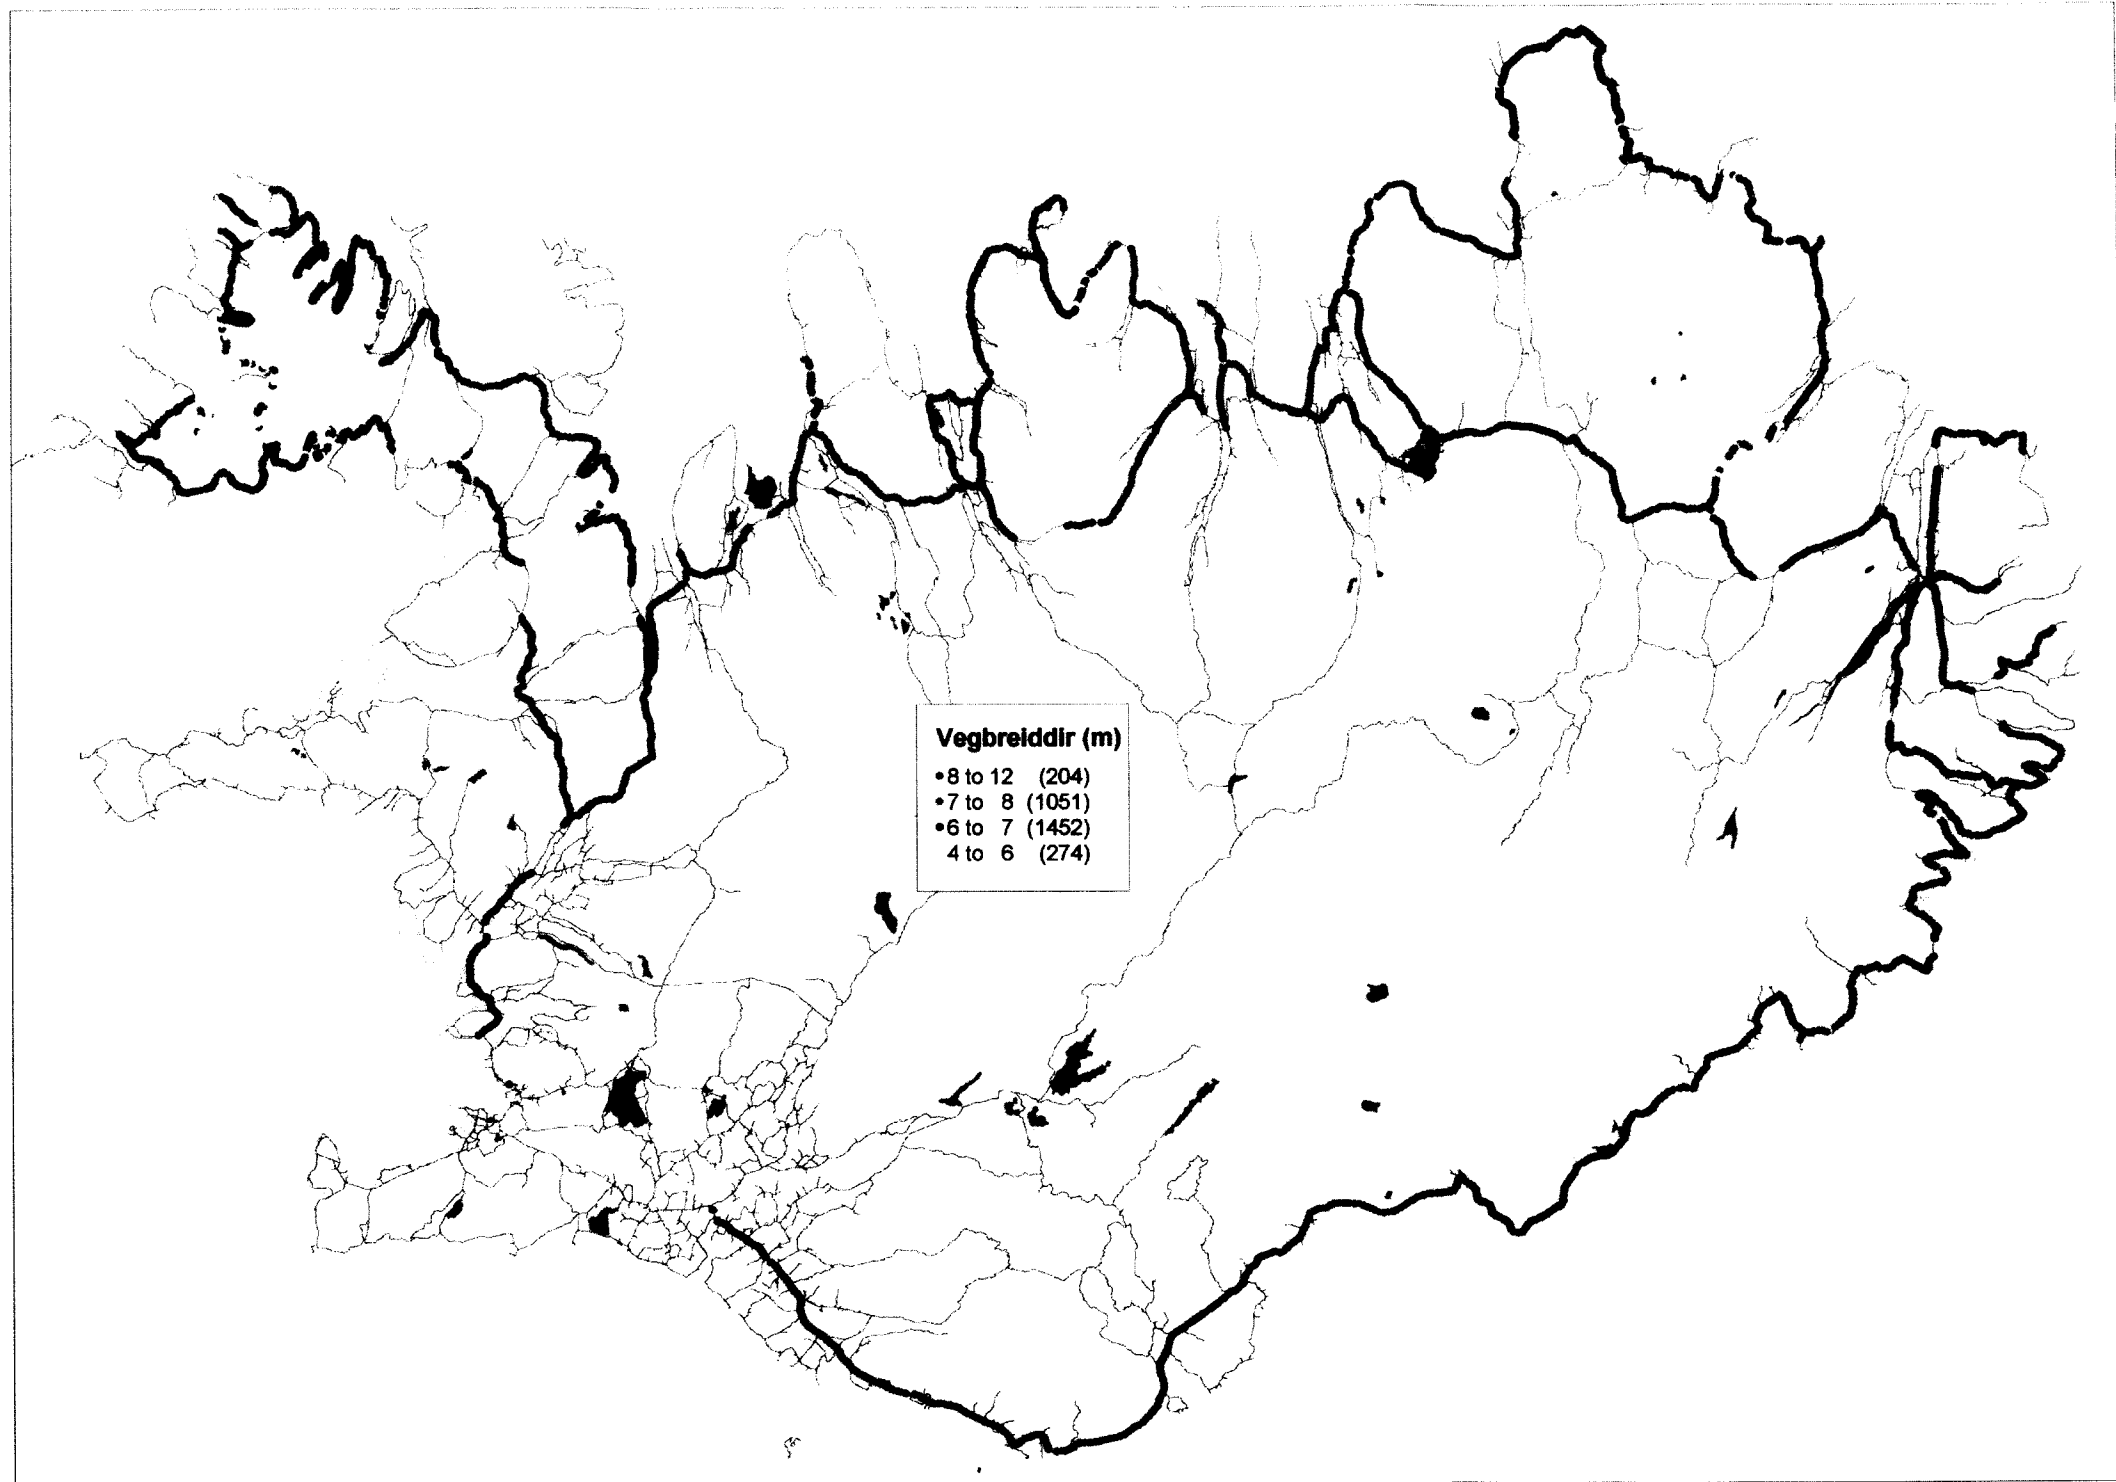 Vegbreiddir (m)
•8 to 12 (204)
•7 to 8 (1051)
•6 to 7 (1452)
4 to 6 (274)